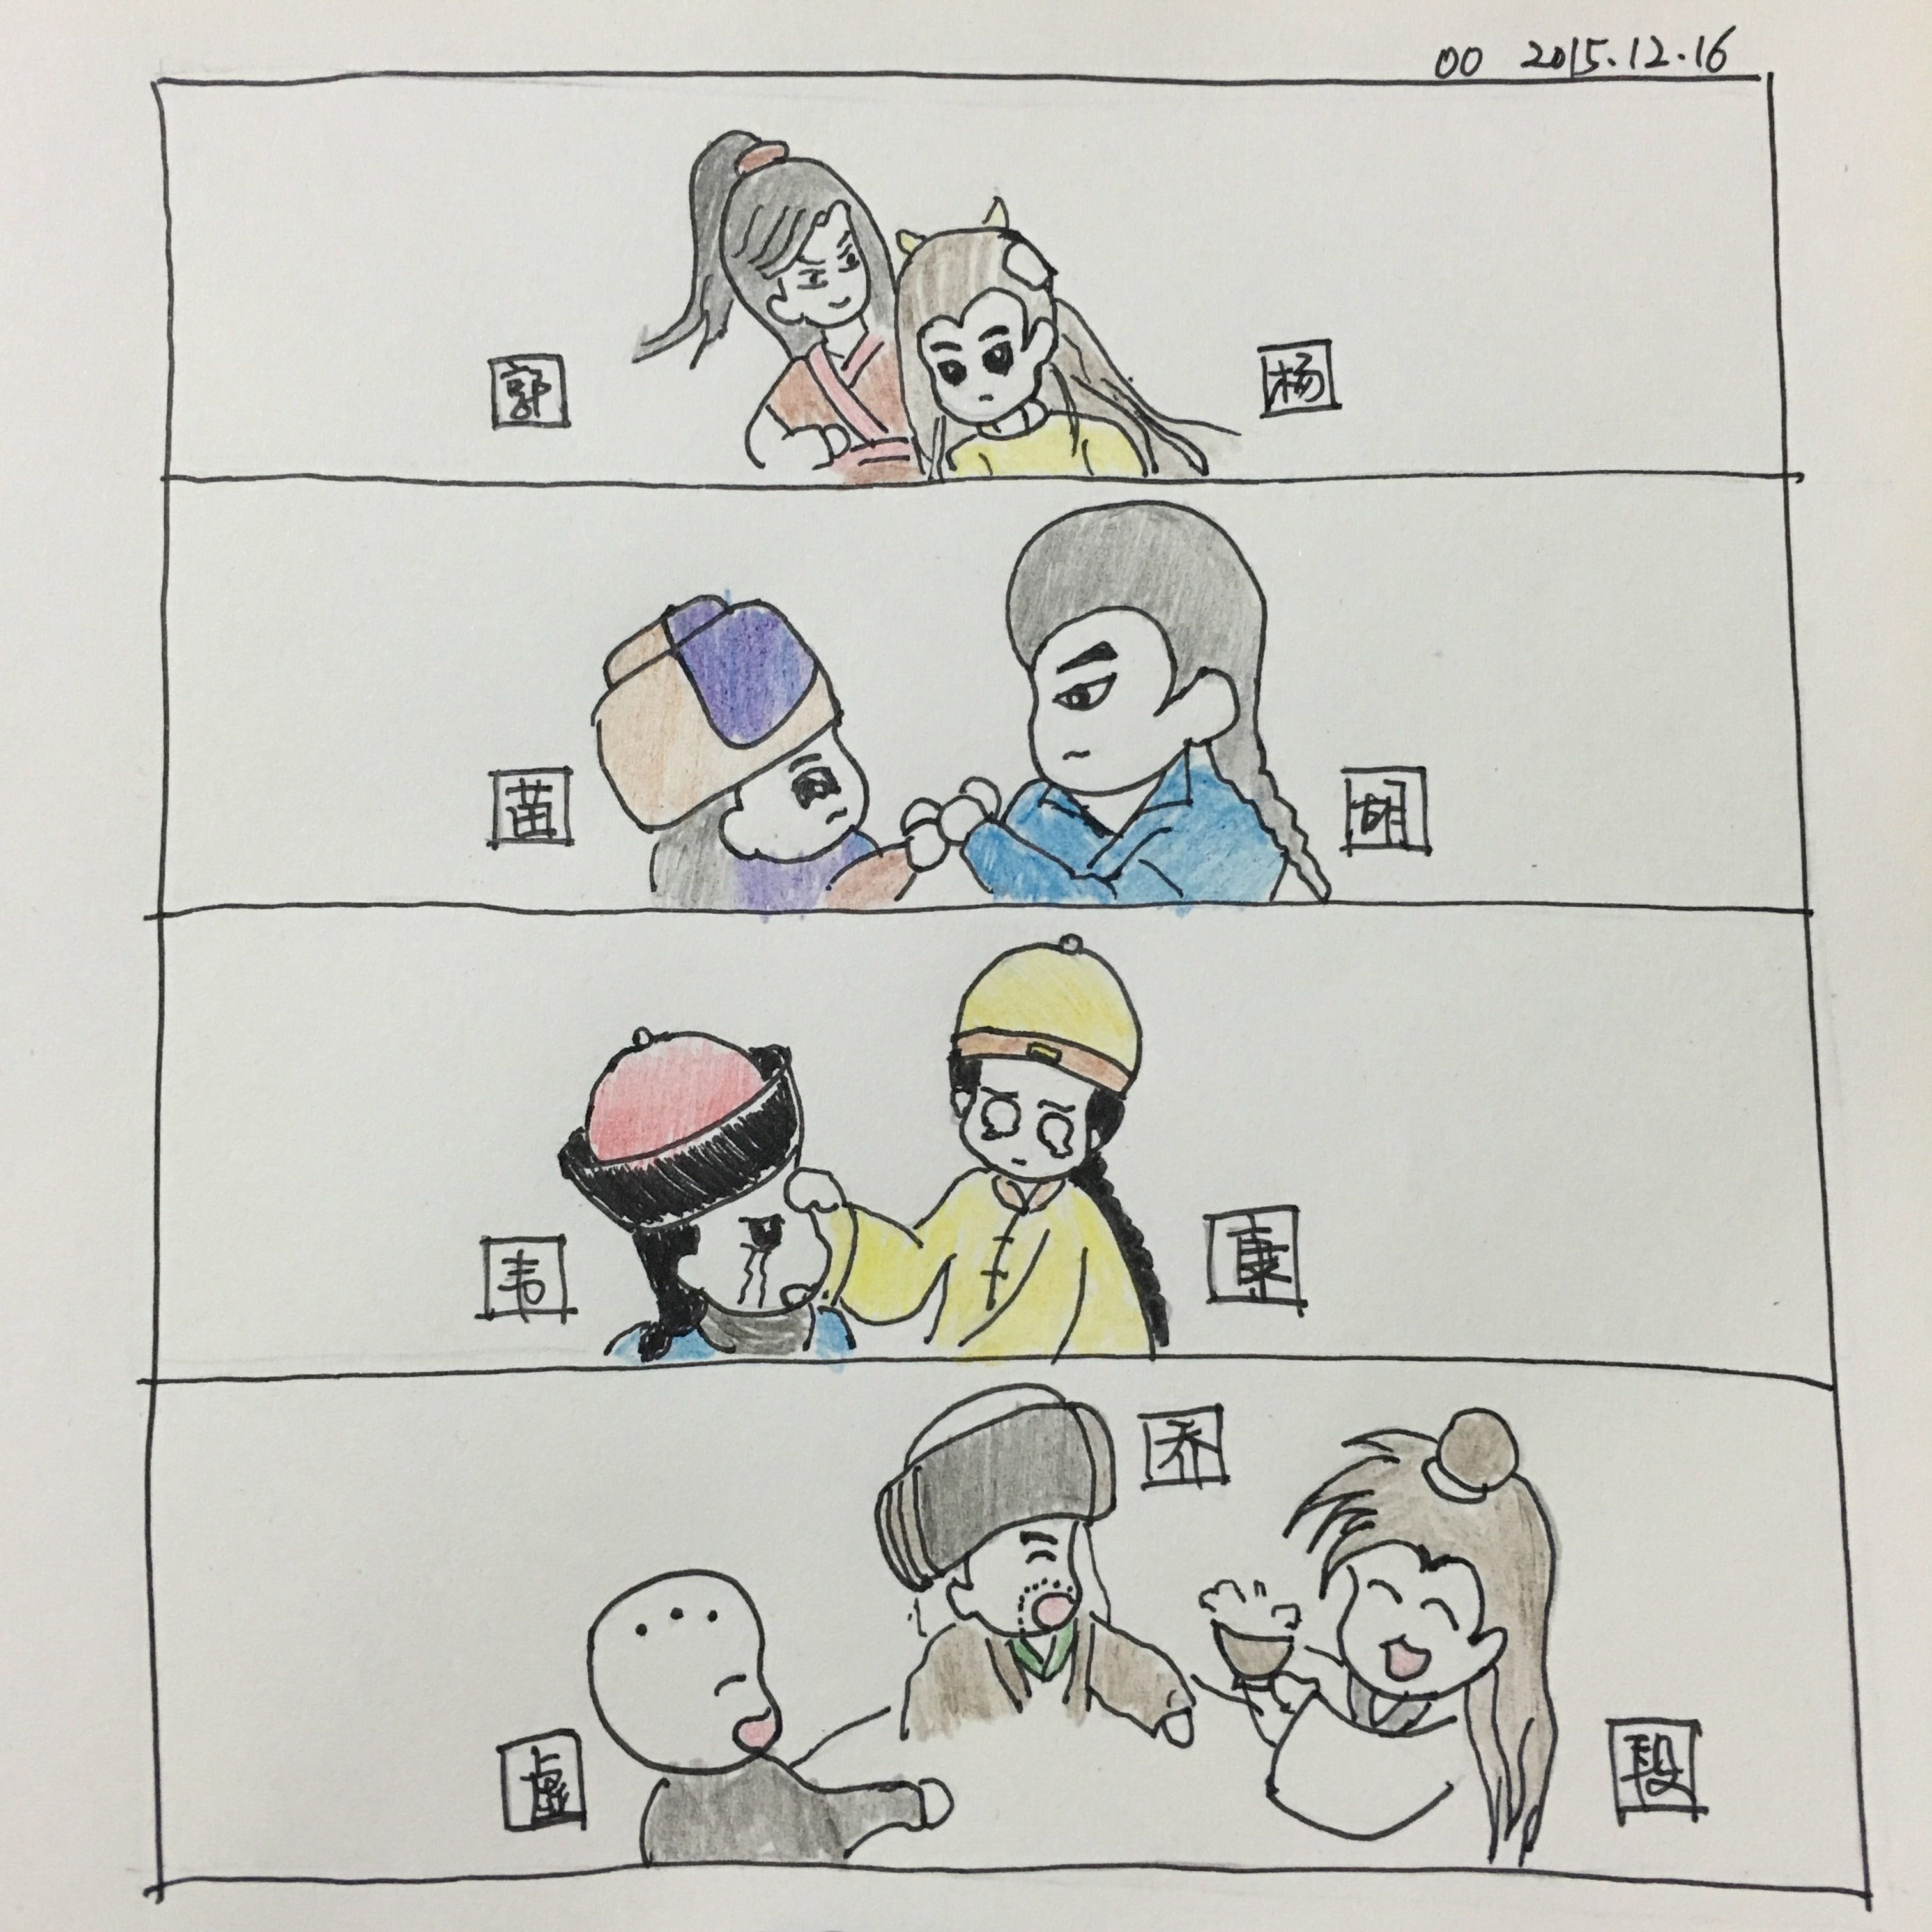 00 2015.12.16
郭
杨
苗
胡
韦
康
乔
虚
段